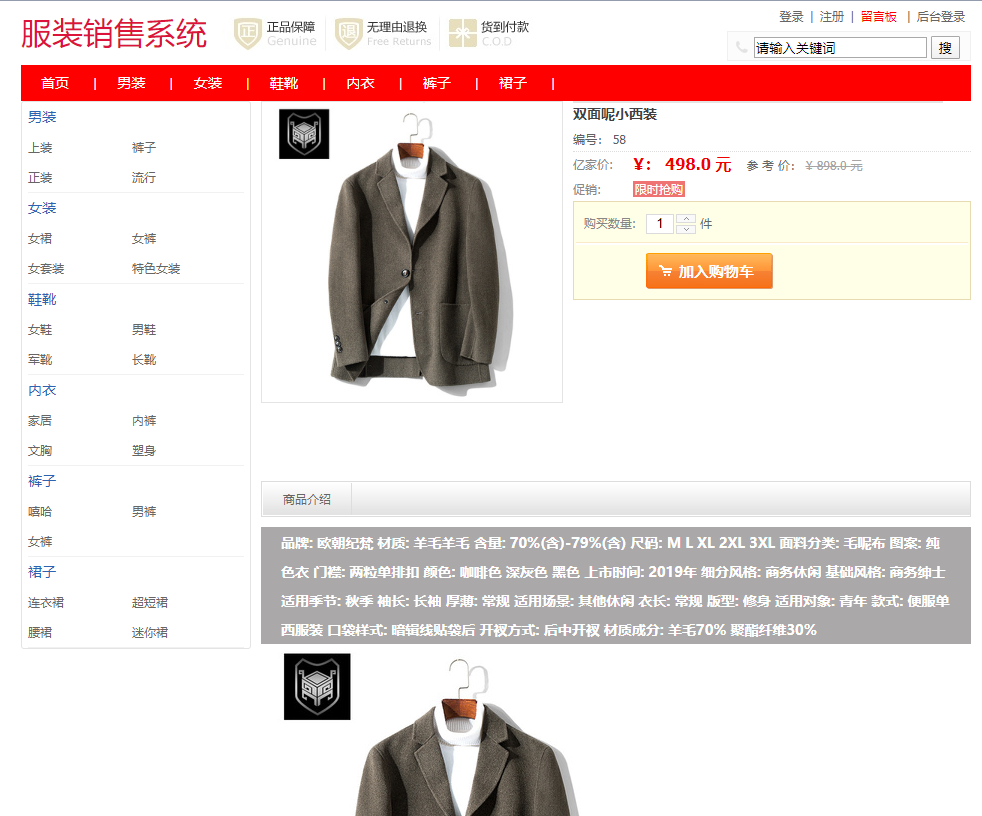 服装销售系统
正 正品保障
Genuine
退 无理由退换
Free Returns
货到付款
C.O.D
登录 | 注册 | 留言板 | 后台登录
请输入关键词 搜
首页 | 男装 | 女装 | 鞋靴 | 内衣 | 裤子 | 裙子 |
男装
上装 裤子
正装 流行
女装
女裙 女裤
女套装 特色女装
鞋靴
女鞋 男鞋
军靴 长靴
内衣
家居 内裤
文胸 塑身
裤子
嘻哈 男裤
女裤
裙子
连衣裙 超短裙
腰裙 迷你裙
双面呢小西装
编号: 58
亿家价: ¥: 498.0 元 参 考 价: ¥ 898.0 元
促销: 限时抢购
购买数量: 1 件
加入购物车
商品介绍
品牌: 欧朝纪梵 材质: 羊毛羊毛 含量: 70%(含)-79%(含) 尺码: M L XL 2XL 3XL 面料分类: 毛呢布 图案: 纯
色衣 门襟: 两粒单排扣 颜色: 咖啡色 深灰色 黑色 上市时间: 2019年 细分风格: 商务休闲 基础风格: 商务绅士
适用季节: 秋季 袖长: 长袖 厚薄: 常规 适用场景: 其他休闲 衣长: 常规 版型: 修身 适用对象: 青年 款式: 便服单
西服装 口袋样式: 暗辑线贴袋后 开衩方式: 后中开衩 材质成分: 羊毛70% 聚酯纤维30%